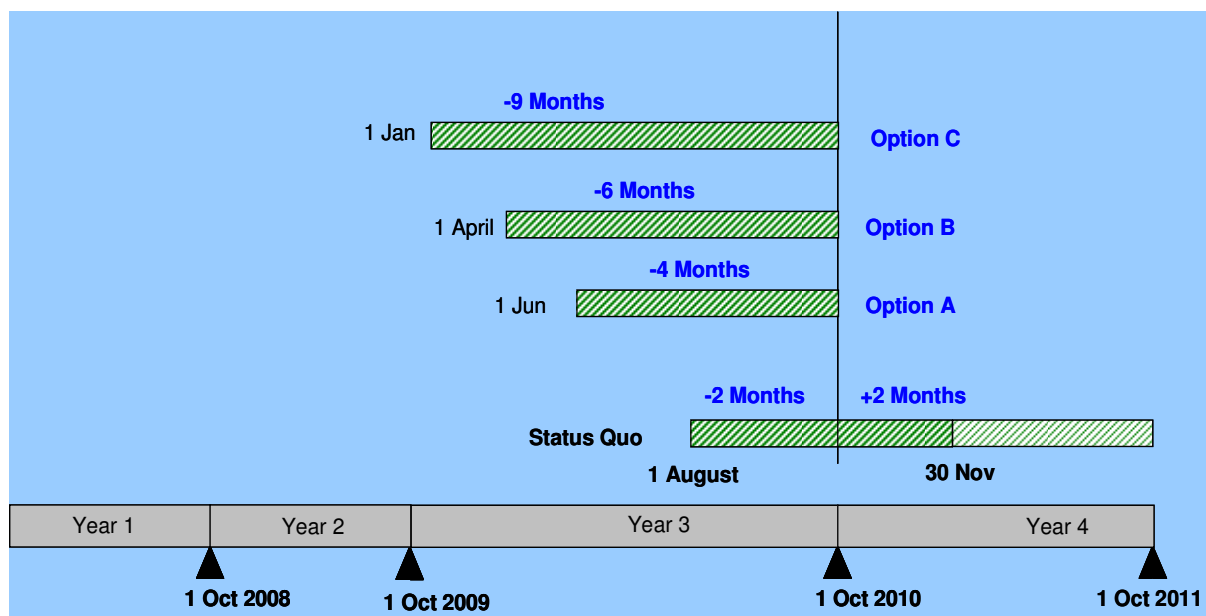 -9 Months
1 Jan
Option C
-6 Months
1 April
Option B
-4 Months
1 Jun
Option A
-2 Months
+2 Months
Status Quo
1 August
30 Nov
Year 1
Year 2
Year 3
Year 4
1 Oct 2008
1 Oct 2009
1 Oct 2010
1 Oct 2011